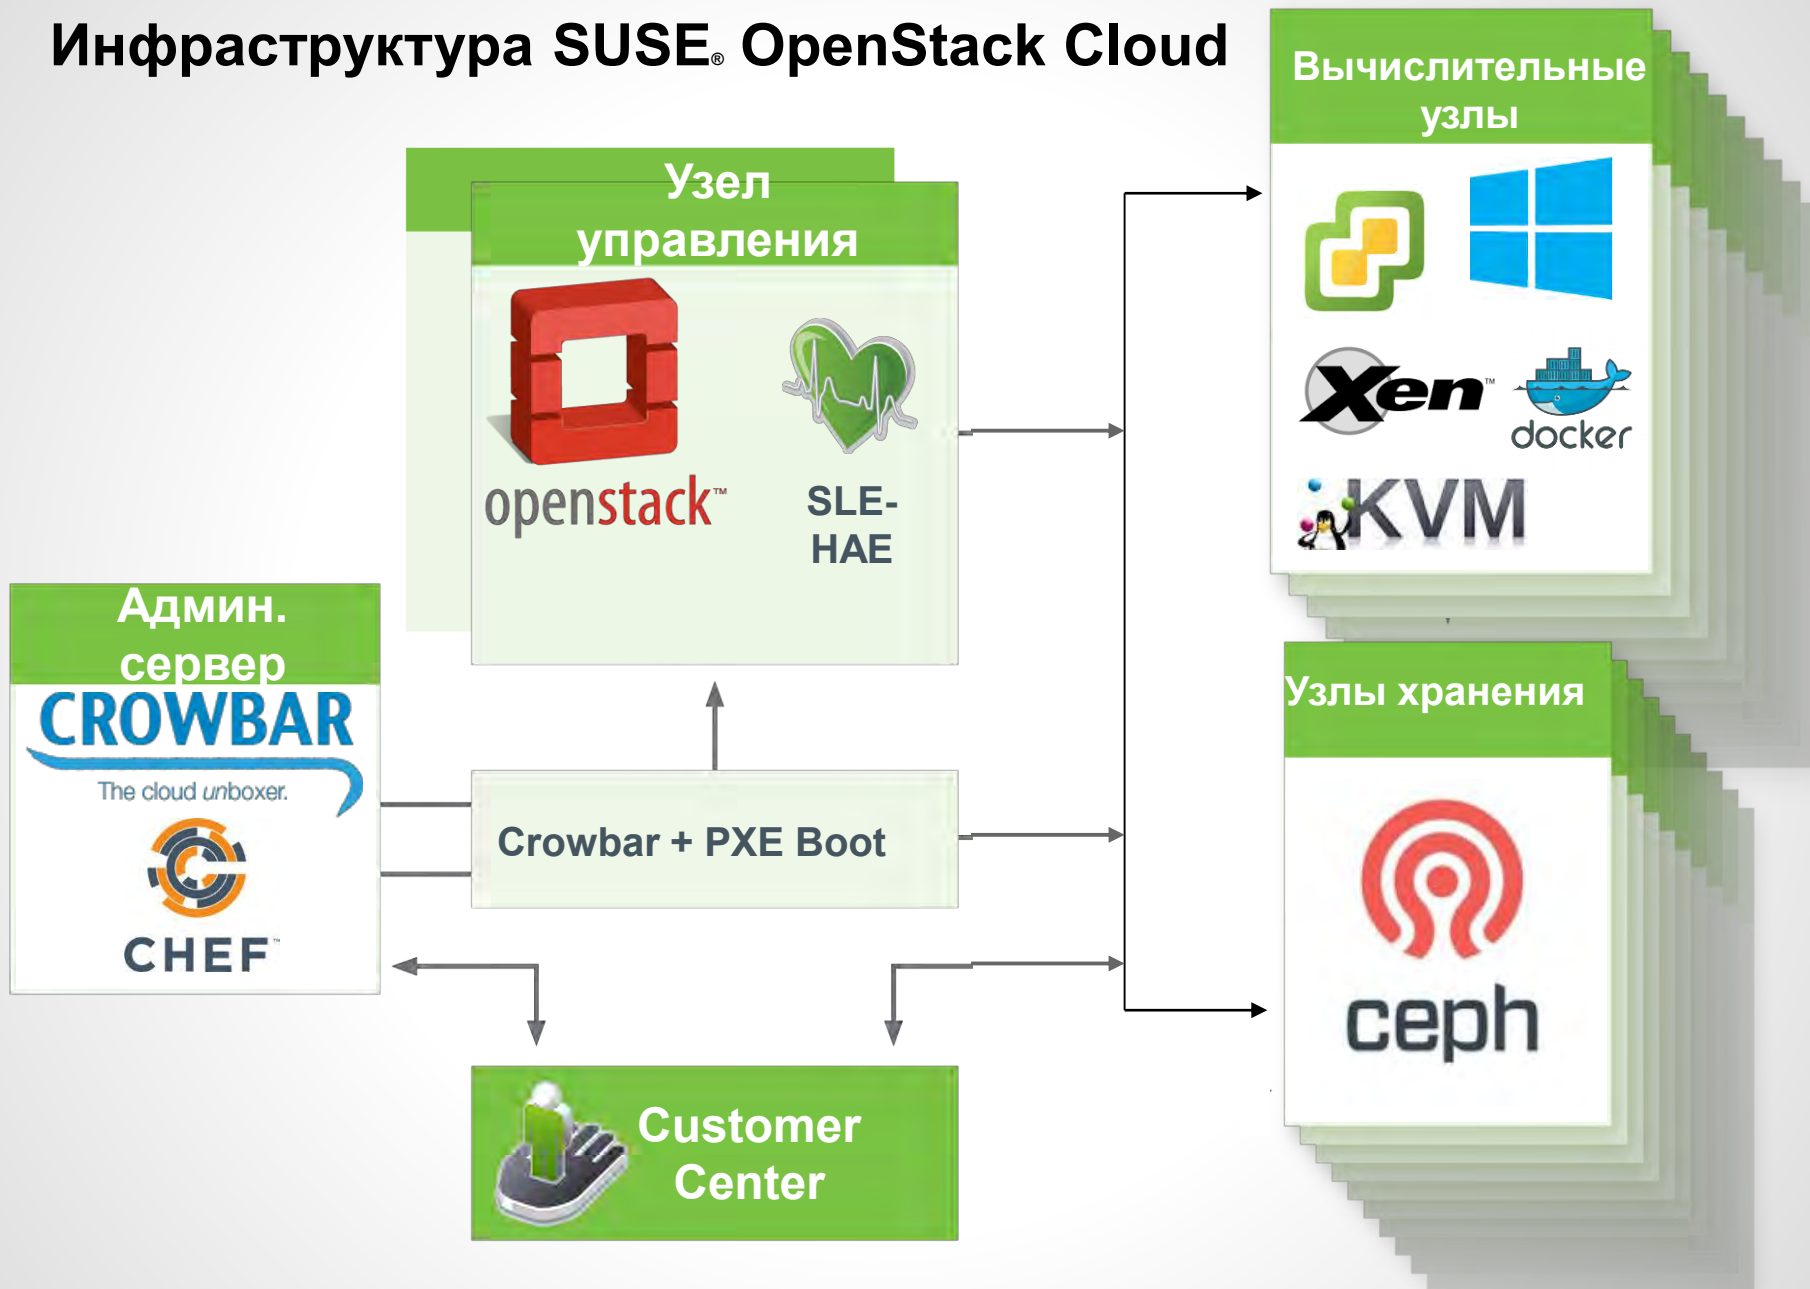 Инфраструктура SUSE® OpenStack Cloud
Вычислительные
узлы
Xen™
docker
KVM
Узел
управления
openstack™
SLE-
HAE
Админ.
сервер
CROWBAR
The cloud unboxer.
CHEF™
Crowbar + PXE Boot
Узлы хранения
ceph
Customer
Center